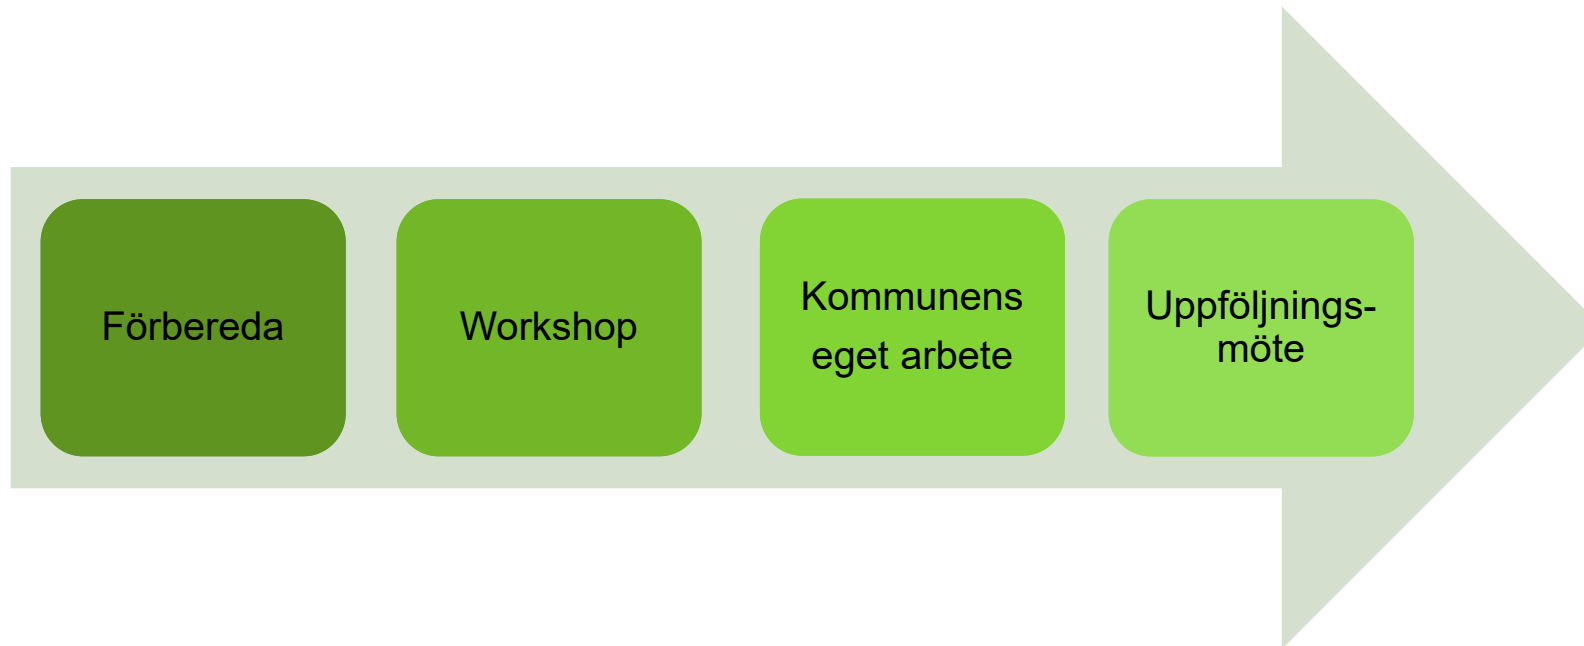 Förbereda
Workshop
Kommunens
eget arbete
Uppföljnings-
möte